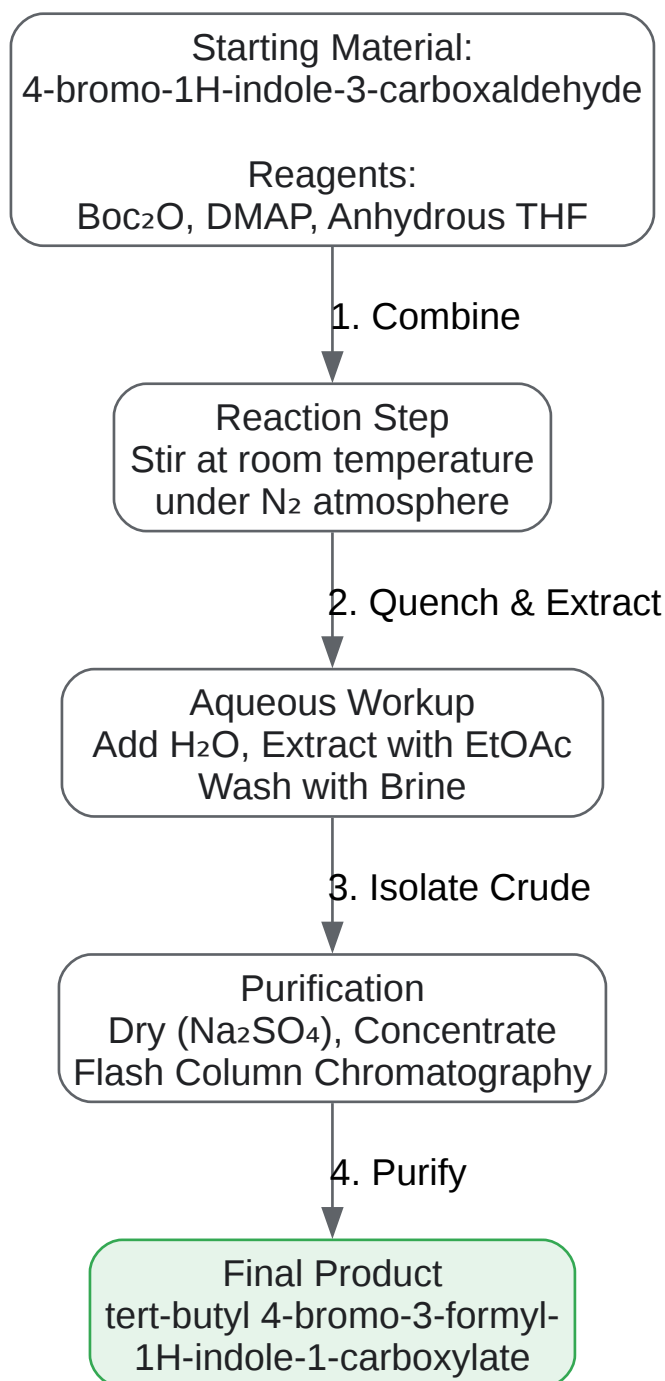 Starting Material:
4-bromo-1H-indole-3-carboxaldehyde
Reagents:
Boc₂O, DMAP, Anhydrous THF
1. Combine
Reaction Step
Stir at room temperature
under N₂ atmosphere
2. Quench & Extract
Aqueous Workup
Add H₂O, Extract with EtOAc
Wash with Brine
3. Isolate Crude
Purification
Dry (Na₂SO₄), Concentrate
Flash Column Chromatography
4. Purify
Final Product
tert-butyl 4-bromo-3-formyl-
1H-indole-1-carboxylate